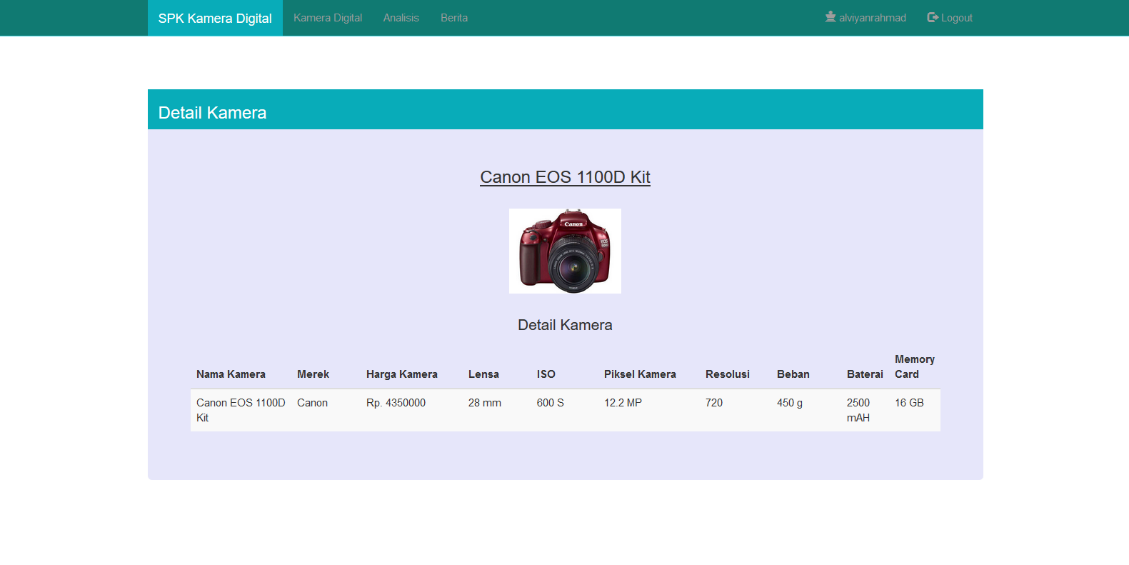 SPK Kamera Digital Kamera Digital Analisis Berita alviyanrahmad Logout
Detail Kamera
Canon EOS 1100D Kit
Canon
Detail Kamera
Nama Kamera Merek Harga Kamera Lensa ISO Piksel Kamera Resolusi Beban Baterai Memory Card
Canon EOS 1100D Kit Canon Rp. 4350000 28 mm 600 S 12.2 MP 720 450 g 2500 mAH 16 GB